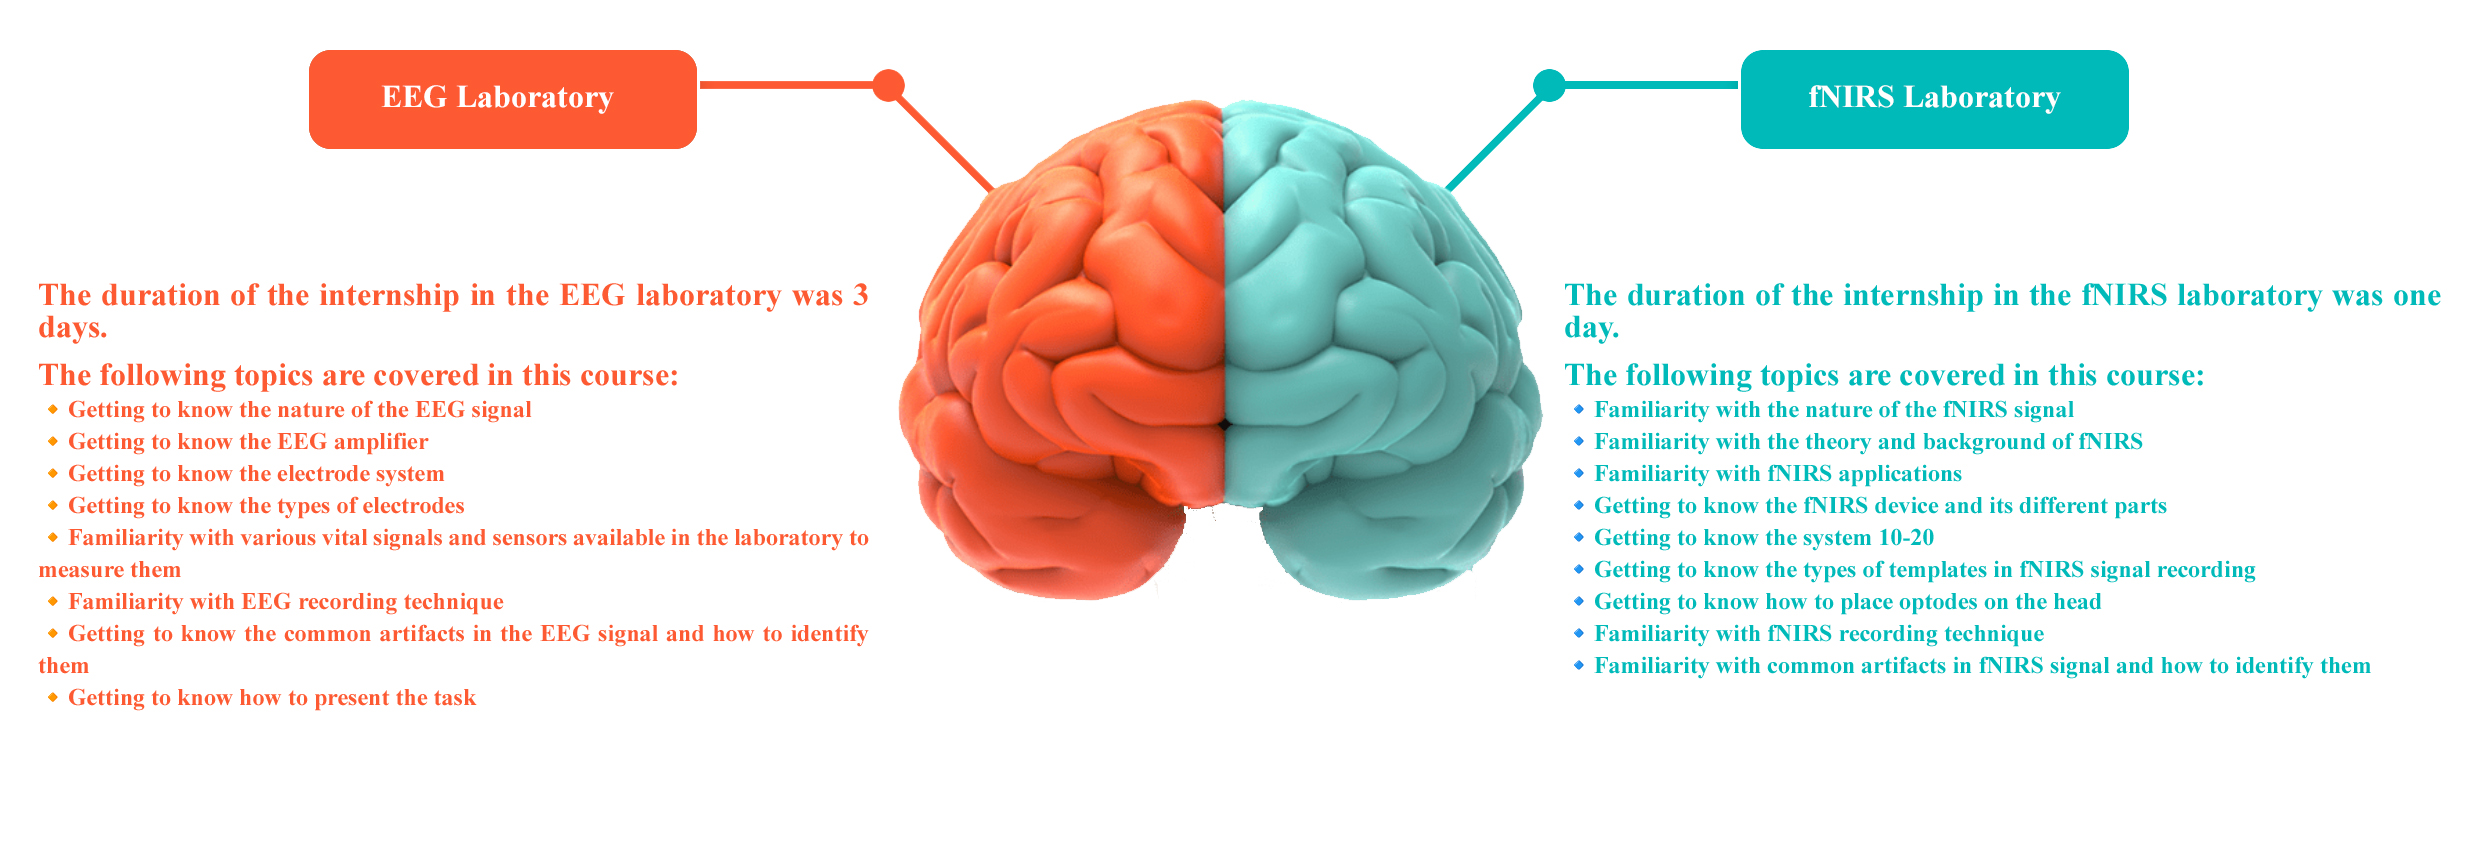 EEG Laboratory
fNIRS Laboratory
The duration of the internship in the EEG laboratory was 3
days.
The following topics are covered in this course:
Getting to know the nature of the EEG signal
Getting to know the EEG amplifier
Getting to know the electrode system
Getting to know the types of electrodes
Familiarity with various vital signals and sensors available in the laboratory to
measure them
Familiarity with EEG recording technique
Getting to know the common artifacts in the EEG signal and how to identify
them
Getting to know how to present the task
The duration of the internship in the fNIRS laboratory was one
day.
The following topics are covered in this course:
Familiarity with the nature of the fNIRS signal
Familiarity with the theory and background of fNIRS
Familiarity with fNIRS applications
Getting to know the fNIRS device and its different parts
Getting to know the system 10-20
Getting to know the types of templates in fNIRS signal recording
Getting to know how to place optodes on the head
Familiarity with fNIRS recording technique
Familiarity with common artifacts in fNIRS signal and how to identify them